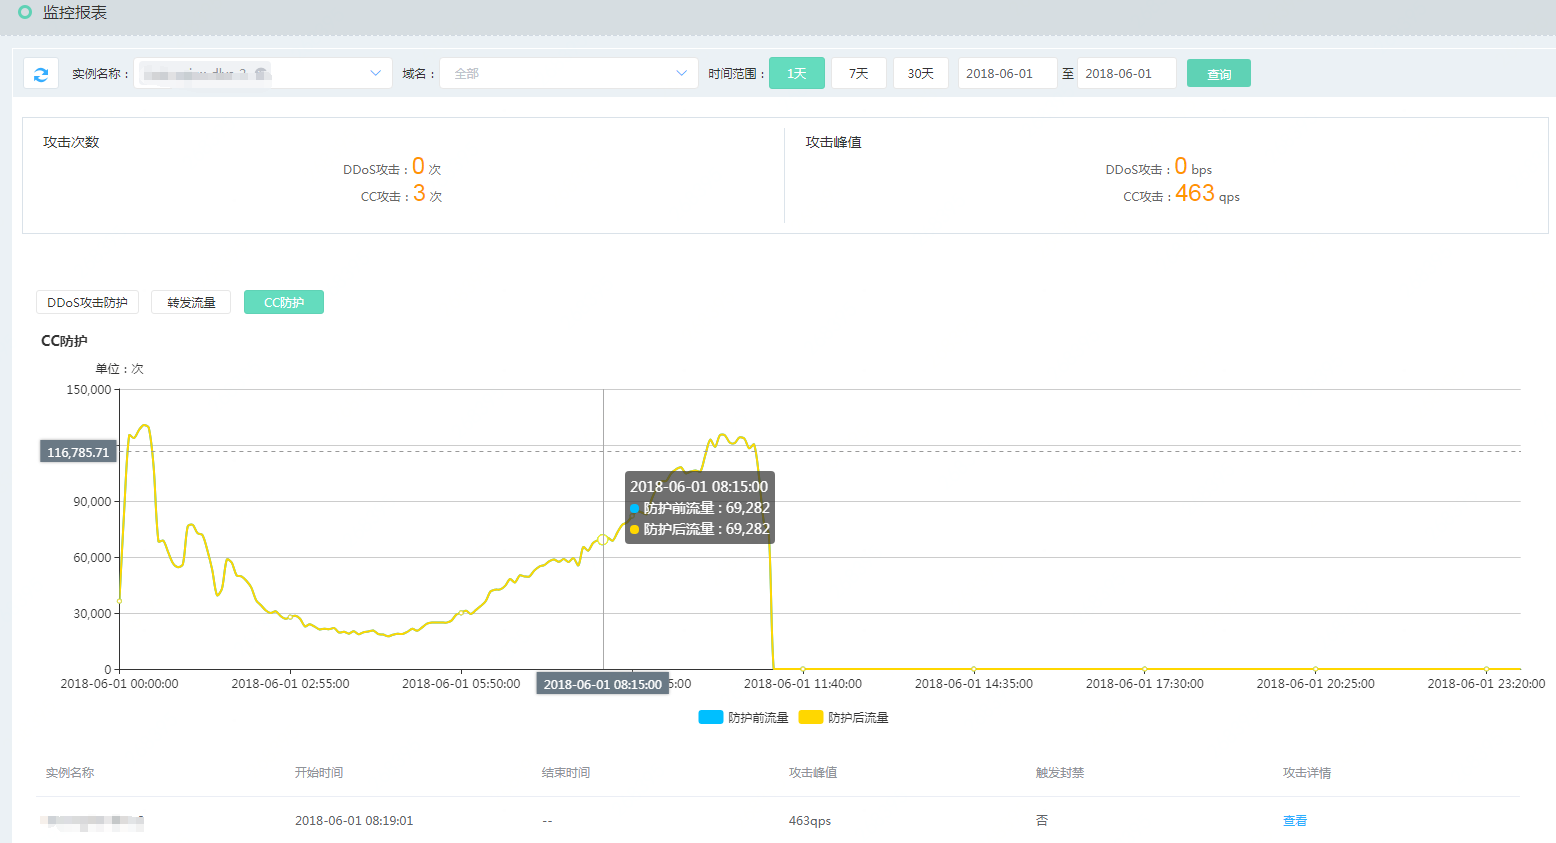 监控报表
实例名称：
域名： 全部
时间范围： 1天 7天 30天 2018-06-01 至 2018-06-01 查询
攻击次数
DDoS攻击：0 次
CC攻击：3 次
攻击峰值
DDoS攻击：0 bps
CC攻击：463 qps
DDoS攻击防护 转发流量 CC防护
CC防护
单位：次
150,000
116,785.71
90,000
60,000
30,000
0
2018-06-01 08:15:00
防护前流量 : 69,282
防护后流量 : 69,282
2018-06-01 00:00:00 2018-06-01 02:55:00 2018-06-01 05:50:00 2018-06-01 08:15:00 5:00 2018-06-01 11:40:00 2018-06-01 14:35:00 2018-06-01 17:30:00 2018-06-01 20:25:00 2018-06-01 23:20:00
防护前流量 防护后流量
实例名称 开始时间 结束时间 攻击峰值 触发封禁 攻击详情
2018-06-01 08:19:01 -- 463qps 否 查看